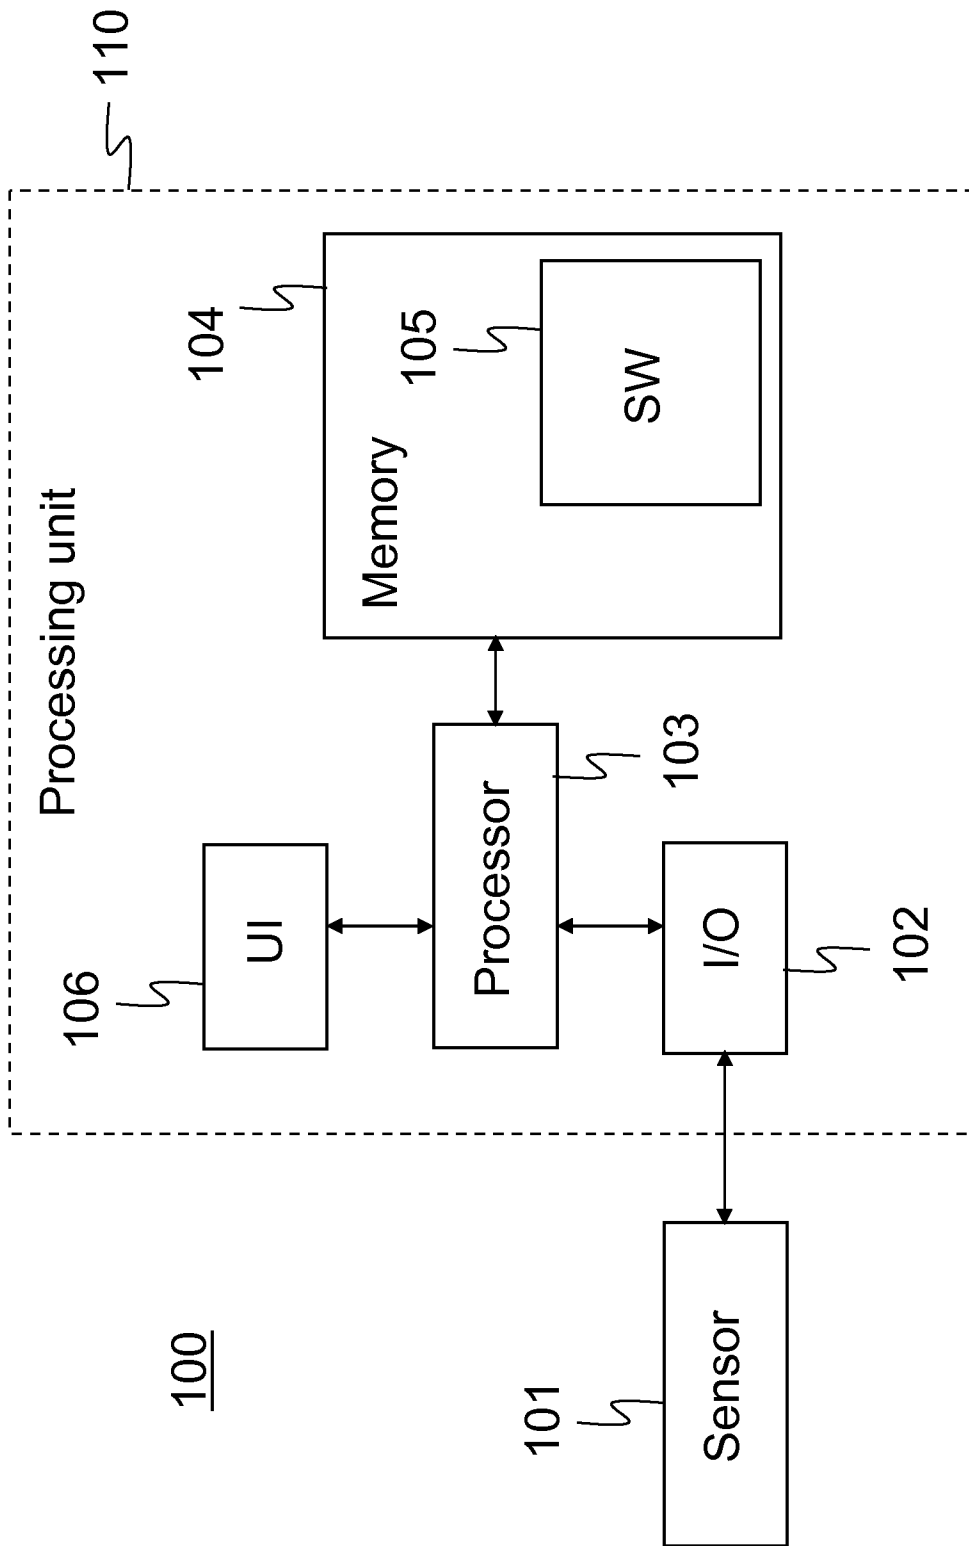 100
Processing unit
110
106
UI
104
Memory
105
SW
Processor
103
101
Sensor
I/O
102